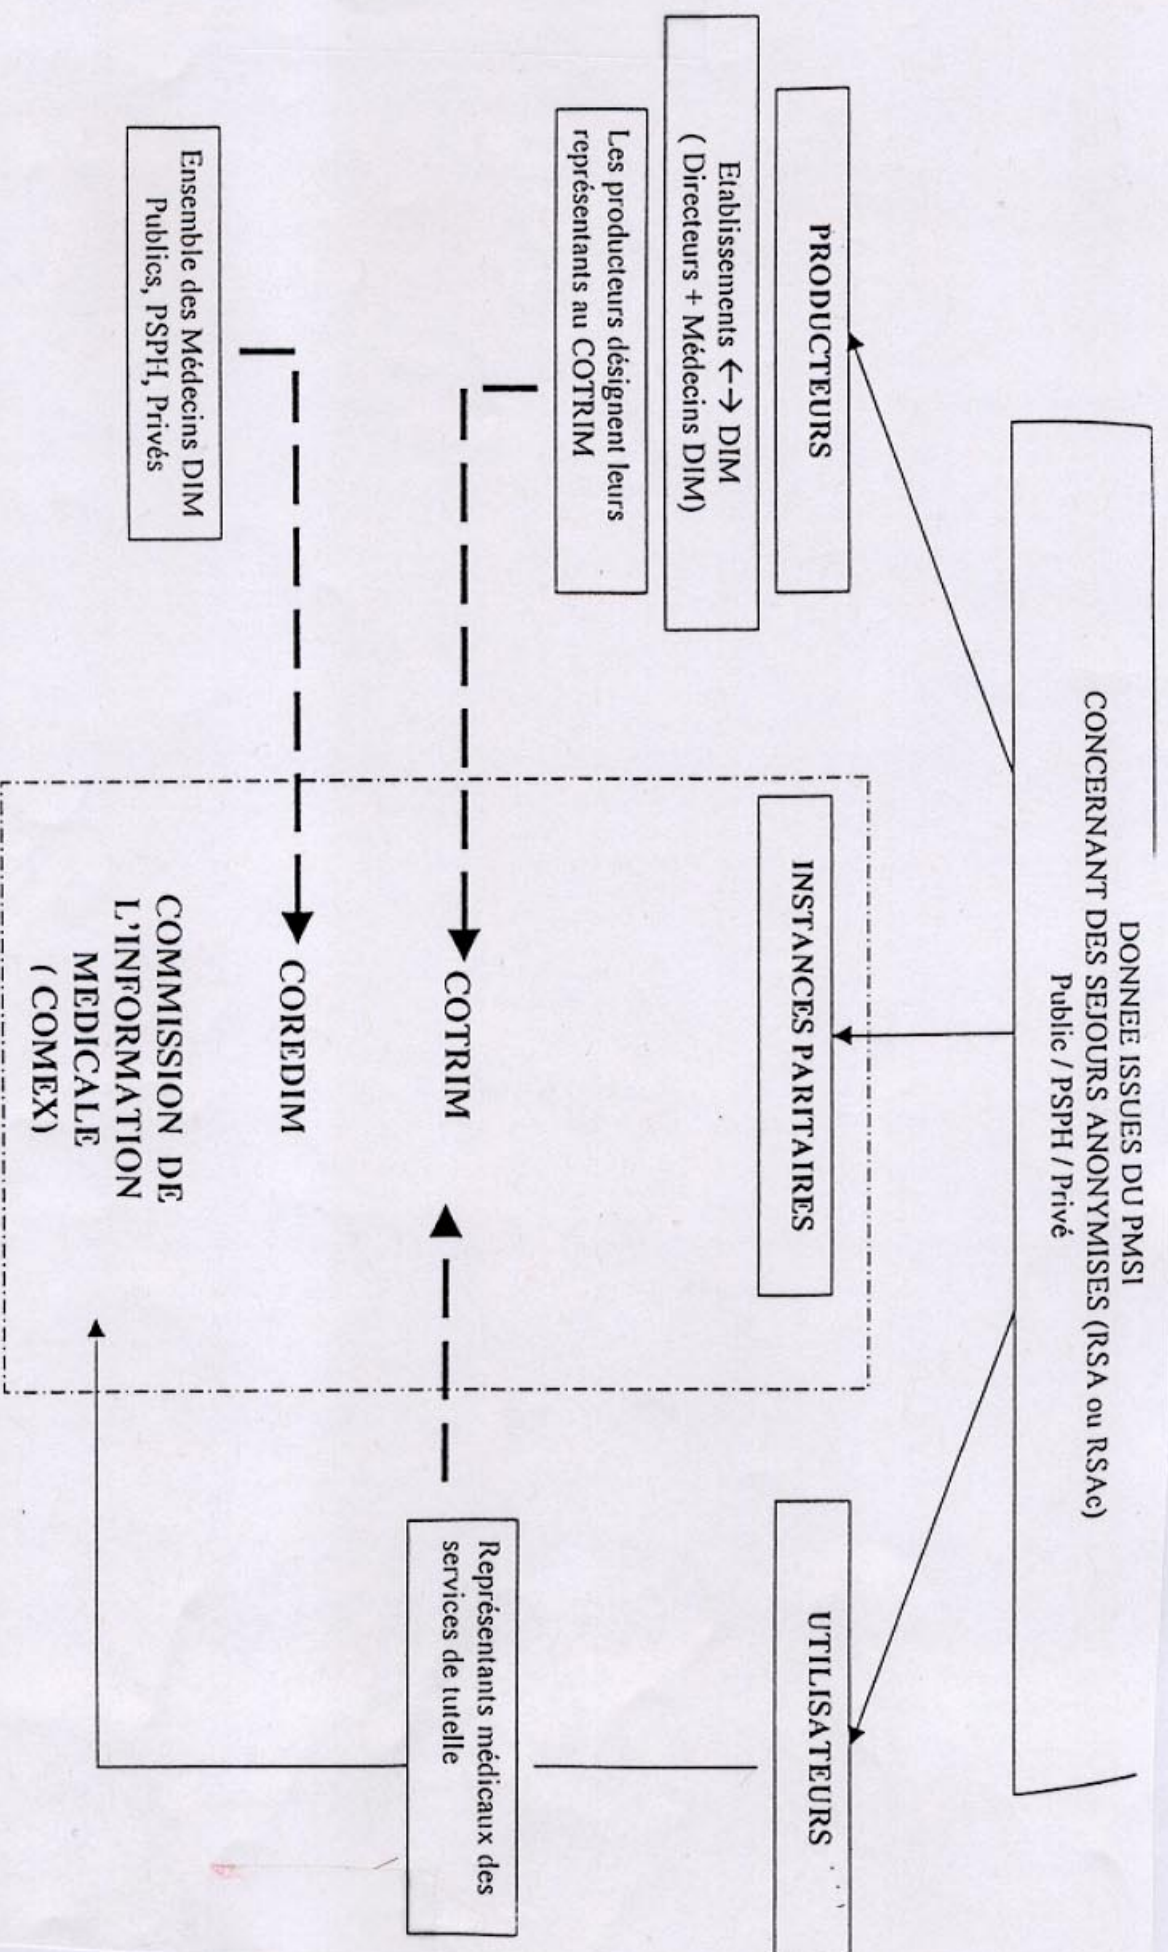 DONNEE ISSUES DU PMSI
CONCERNANT DES SEJOURS ANONYMISES (RSA ou RSAc)
Public / PSPH / Privé
PRODUCTEURS
Etablissements ←→ DIM
( Directeurs + Médecins DIM)
Les producteurs désignent leurs
représentants au COTRIM
Ensemble des Médecins DIM
Publics, PSPH, Privés
INSTANCES PARITAIRES
COTRIM
COREDIM
COMMISSION DE
L'INFORMATION
MEDICALE
( COMEX)
UTILISATEURS
Représentants médicaux des
services de tutelle